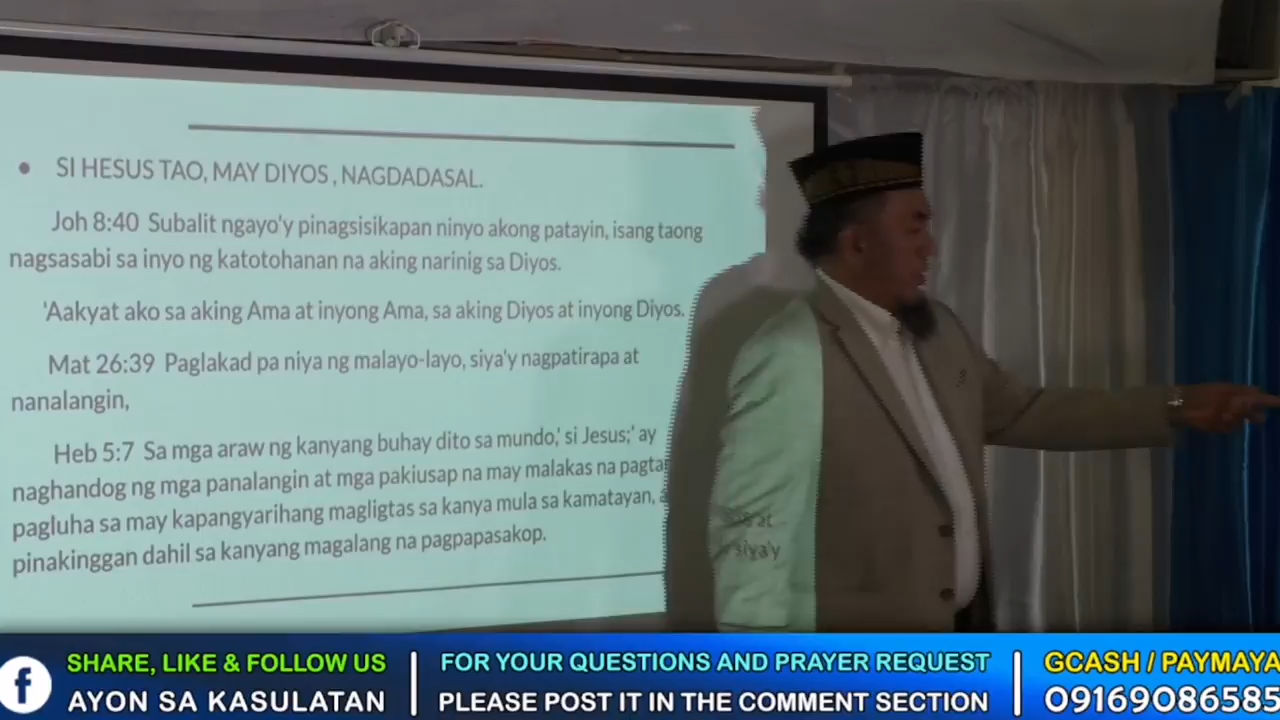 SI HESUS TAO, MAY DIYOS , NAGDADASAL.
Joh 8:40 Subalit ngayo'y pinagsisikapan ninyo akong patayin, isang taong
nagsasabi sa inyo ng katotohanan na aking narinig sa Diyos.
'Aakyat ako sa aking Ama at inyong Ama, sa aking Diyos at inyong Diyos.
Mat 26:39 Paglakad pa niya ng malayo-layo, siya'y nagpatirapa at
nanalangin,
Heb 5:7 Sa mga araw ng kanyang buhay dito sa mundo,' si Jesus;' ay
naghandog ng mga panalangin at mga pakiusap na may malakas na
pagluha sa may kapangyarihang magligtas sa kanya mula sa kamatayan,
siya'y
pinakinggan dahil sa kanyang magalang na pagpapasakop.
f
SHARE, LIKE & FOLLOW US
AYON SA KASULATAN
FOR YOUR QUESTIONS AND PRAYER REQUEST
PLEASE POST IT IN THE COMMENT SECTION
GCASH / PAYMAYA
09169086585